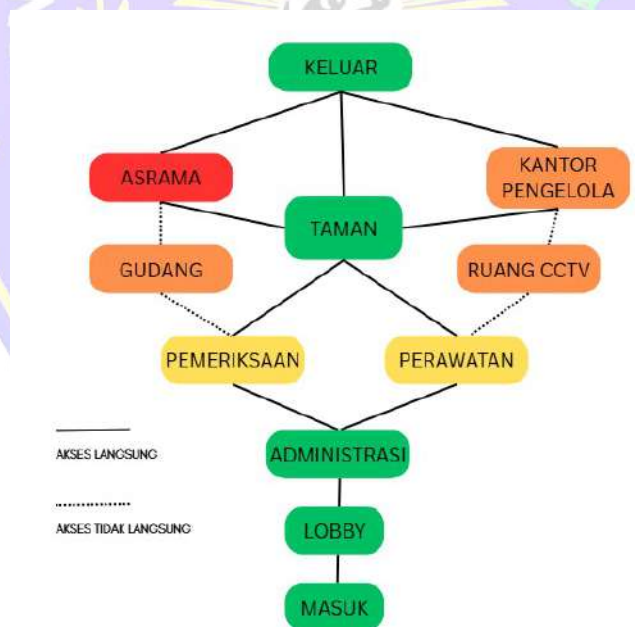 KELUAR
ASRAMA
KANTOR
PENGELOLA
TAMAN
GUDANG
RUANG CCTV
PEMERIKSAAN
PERAWATAN
AKSES LANGSUNG
ADMINISTRASI
AKSES TIDAK LANGSUNG
LOBBY
MASUK